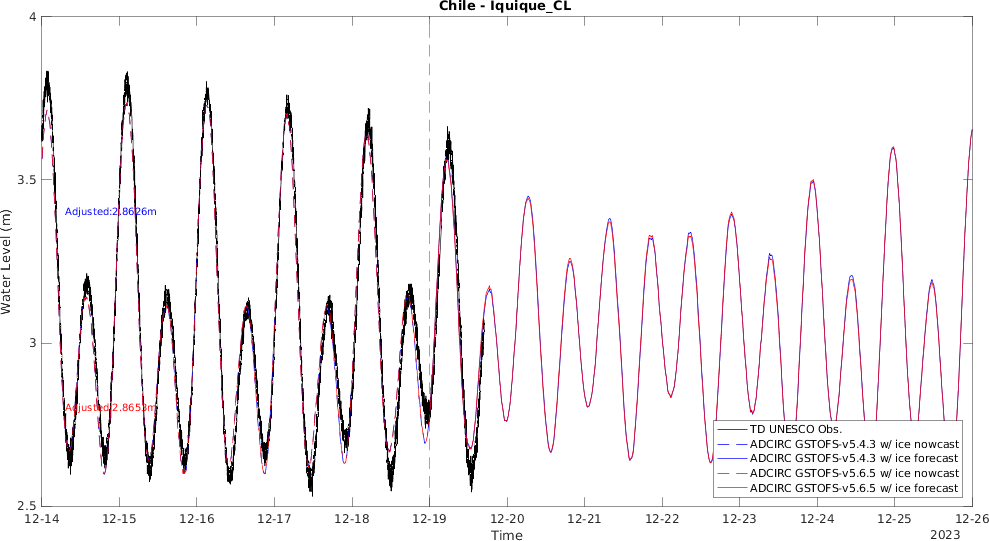 Chile - Iquique_CL
4
3.5
3
2.5
Water Level (m)
Adjusted:2.8626m
Adjusted:2.8653m
TD UNESCO Obs.
ADCIRC GSTOFS-v5.4.3 w/ ice nowcast
ADCIRC GSTOFS-v5.4.3 w/ ice forecast
ADCIRC GSTOFS-v5.6.5 w/ ice nowcast
ADCIRC GSTOFS-v5.6.5 w/ ice forecast
12-14 12-15 12-16 12-17 12-18 12-19 12-20 12-21 12-22 12-23 12-24 12-25 12-26
Time
2023